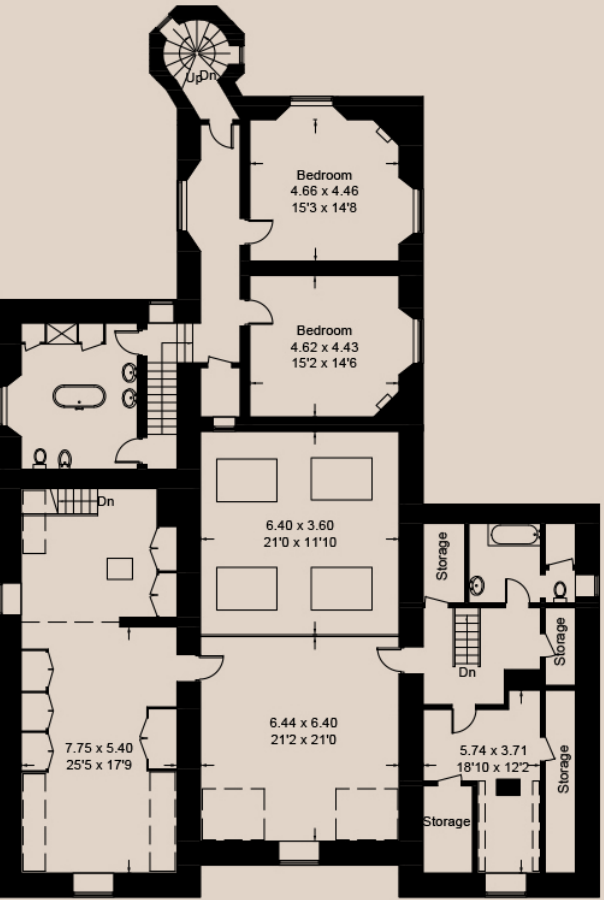 Up
Dn
Bedroom
4.66 x 4.46
15'3 x 14'8
Bedroom
4.62 x 4.43
15'2 x 14'6
Dn
6.40 x 3.60
21'0 x 11'10
Storage
Storage
Dn
6.44 x 6.40
21'2 x 21'0
7.75 x 5.40
25'5 x 17'9
5.74 x 3.71
18'10 x 12'2
Storage
Storage